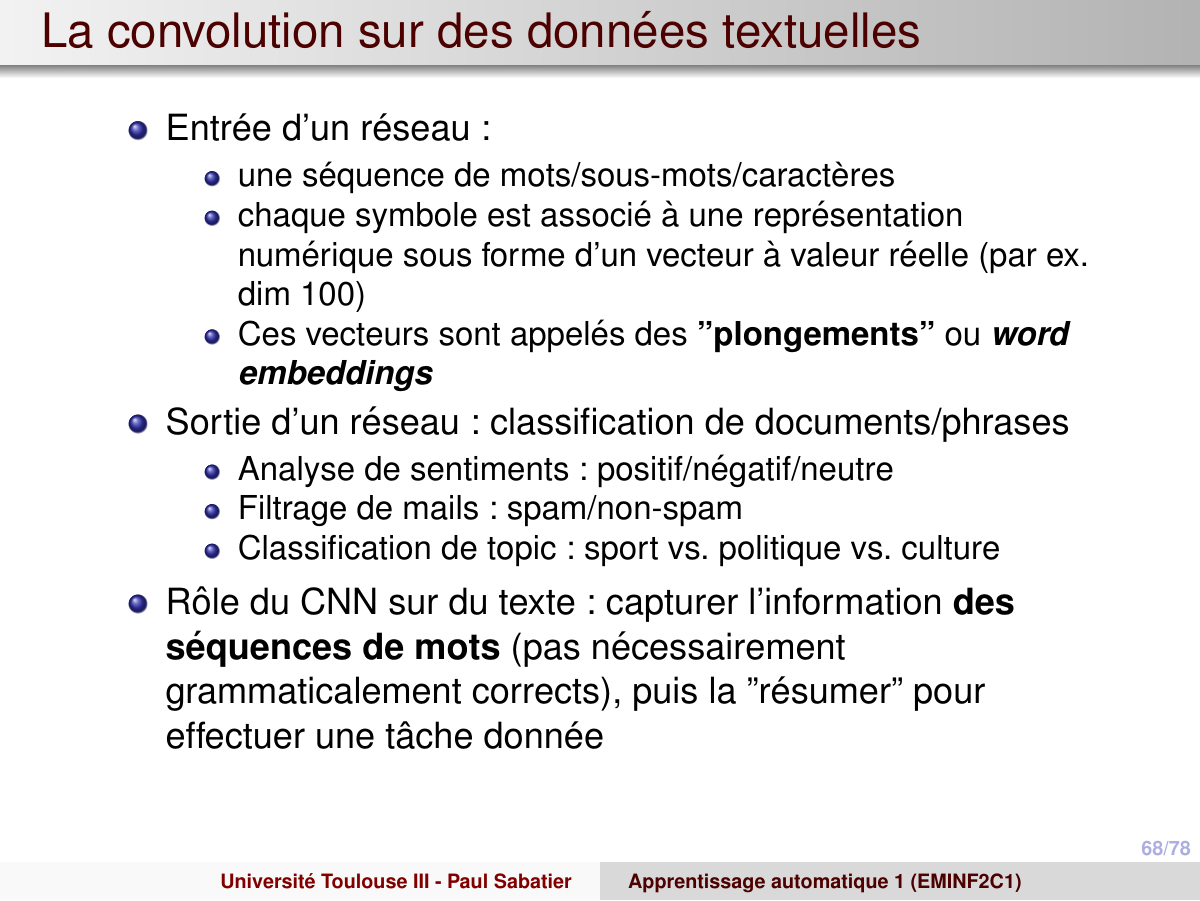 La convolution sur des données textuelles
Entrée d'un réseau :
une séquence de mots/sous-mots/caractères
chaque symbole est associé à une représentation
numérique sous forme d'un vecteur à valeur réelle (par ex.
dim 100)
Ces vecteurs sont appelés des ”plongements” ou word
embeddings
Sortie d'un réseau : classification de documents/phrases
Analyse de sentiments : positif/négatif/neutre
Filtrage de mails : spam/non-spam
Classification de topic : sport vs. politique vs. culture
Rôle du CNN sur du texte : capturer l'information des
séquences de mots (pas nécessairement
grammaticalement corrects), puis la ”résumer” pour
effectuer une tâche donnée
68/78
Université Toulouse III - Paul Sabatier
Apprentissage automatique 1 (EMINF2C1)